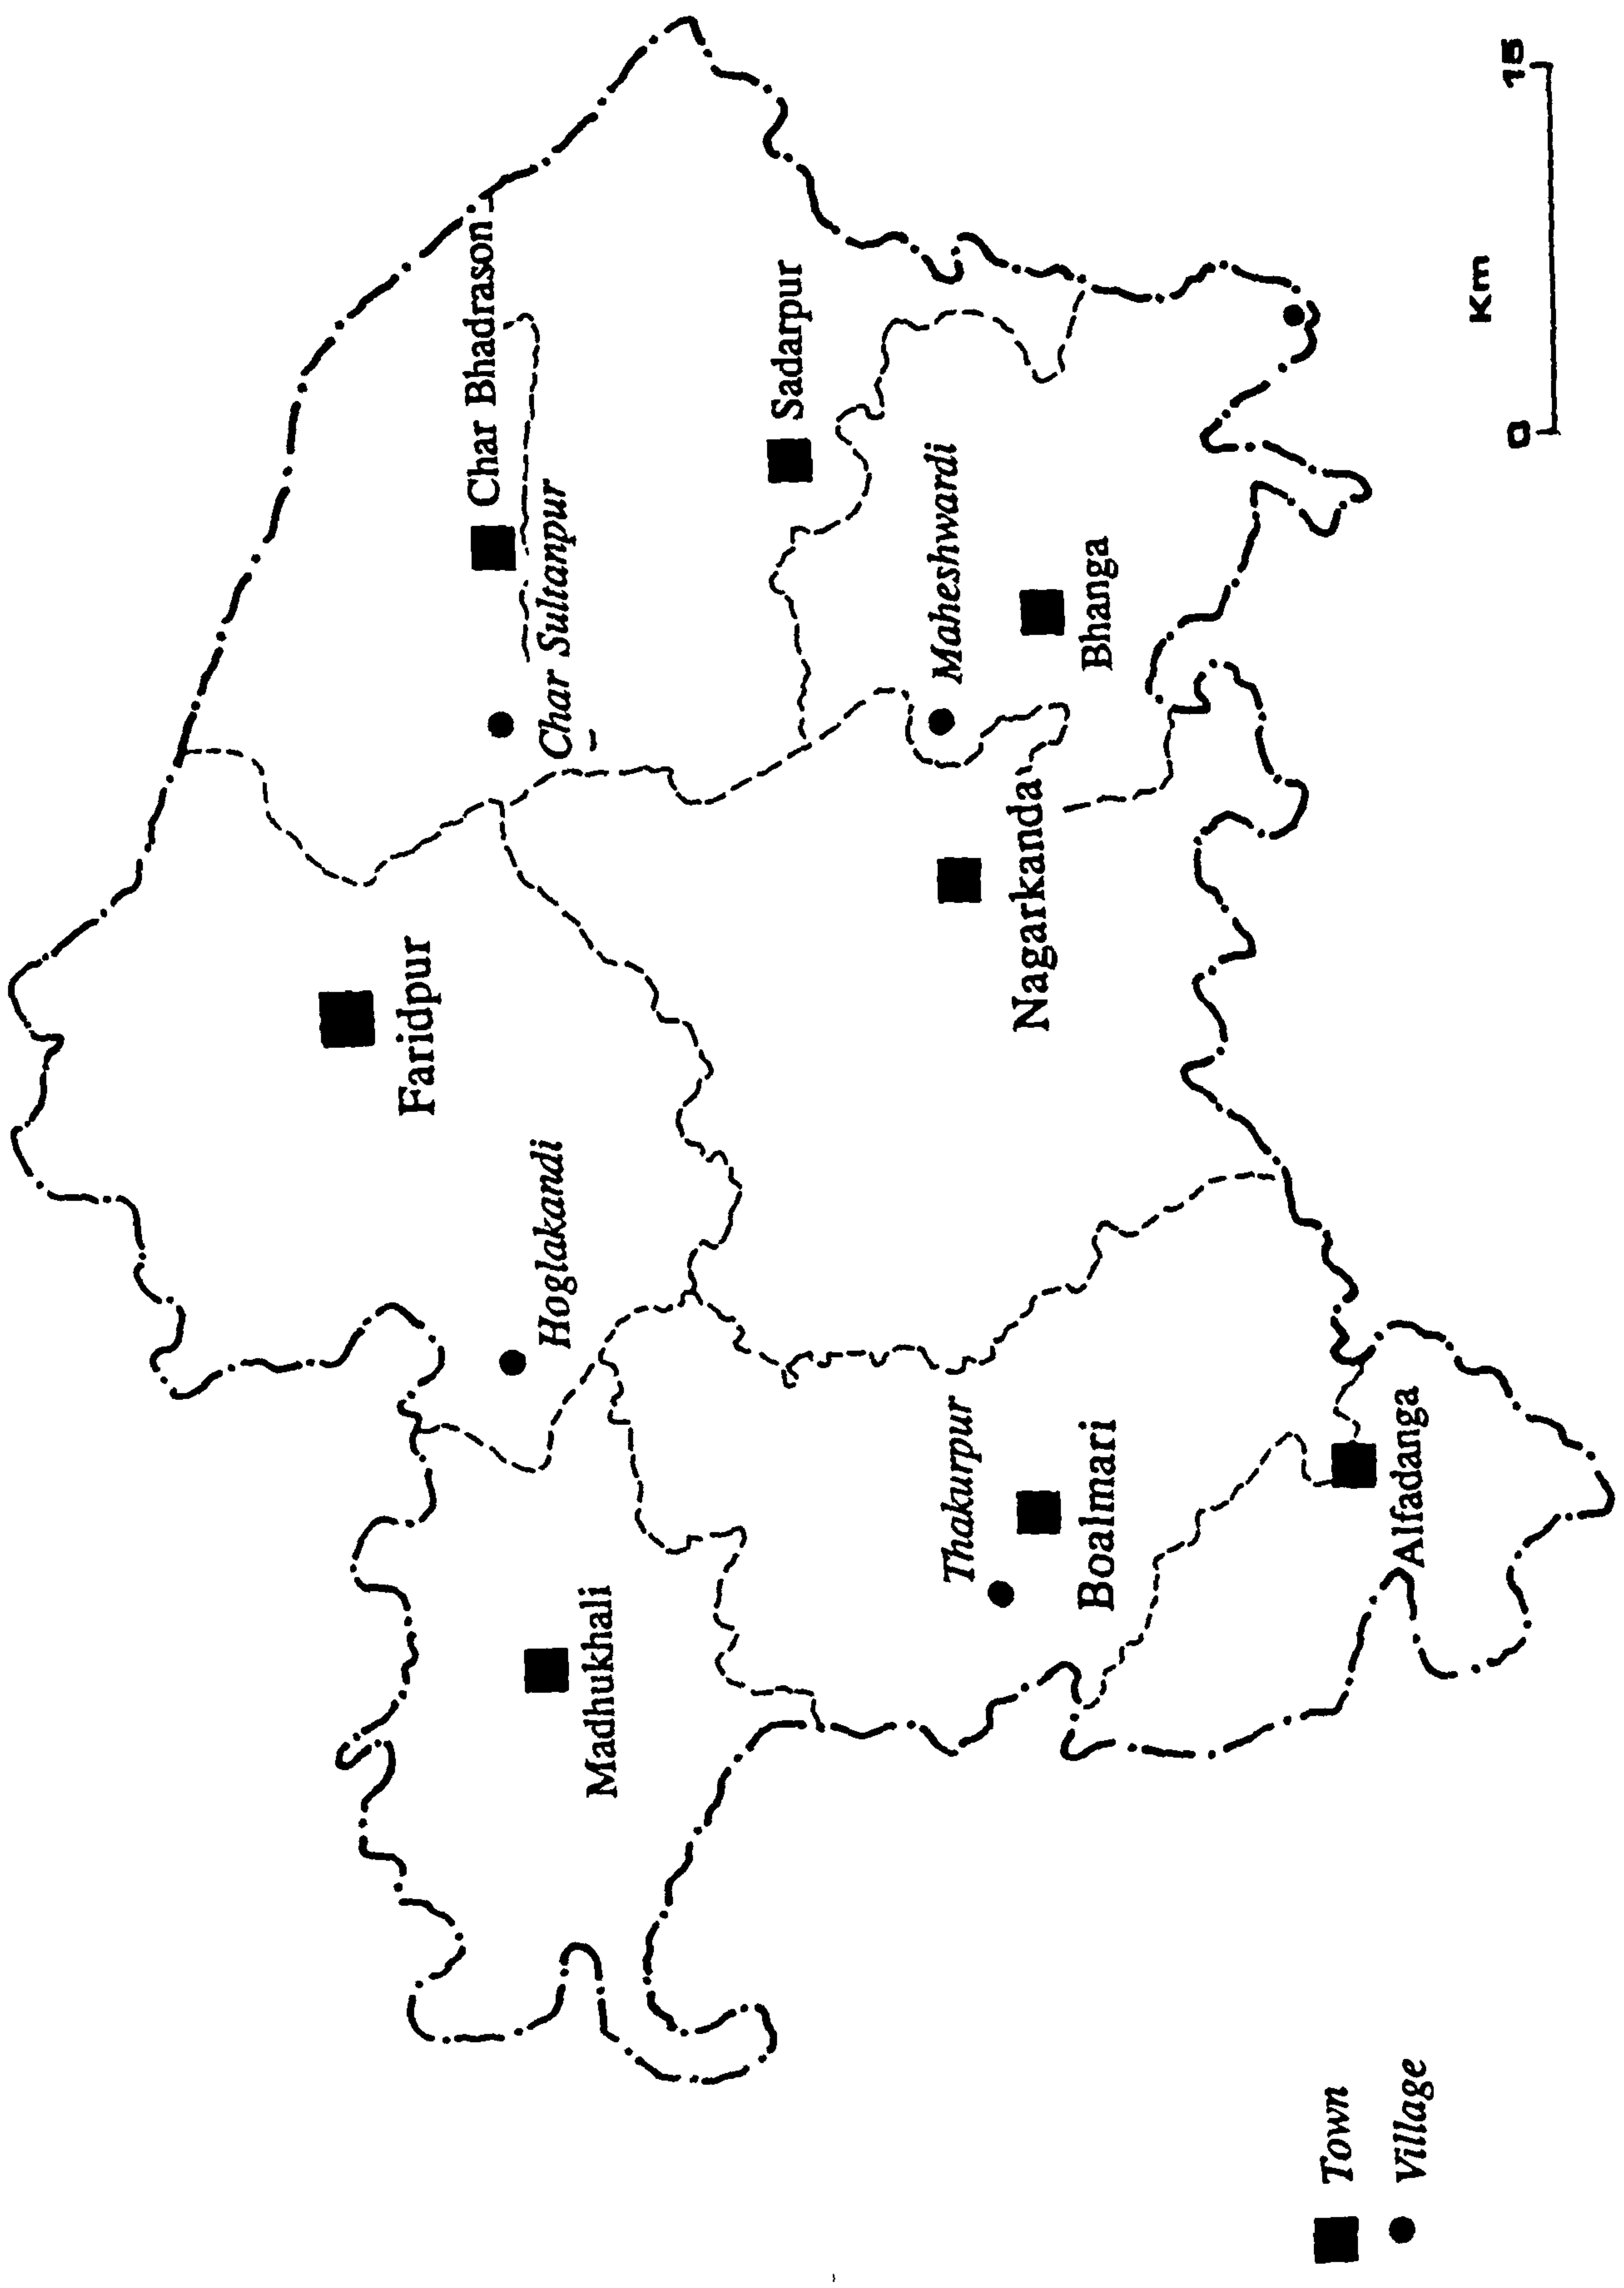 Faridpur
Hoglakandi
Char Bhadrason
Char Sultanpur
Madhukhali
Sadarpur
Maheshwardi
Thakurpur
Nagarkanda
Bhanga
Boalmari
Alfadanga
Town
Village
Km
0 15